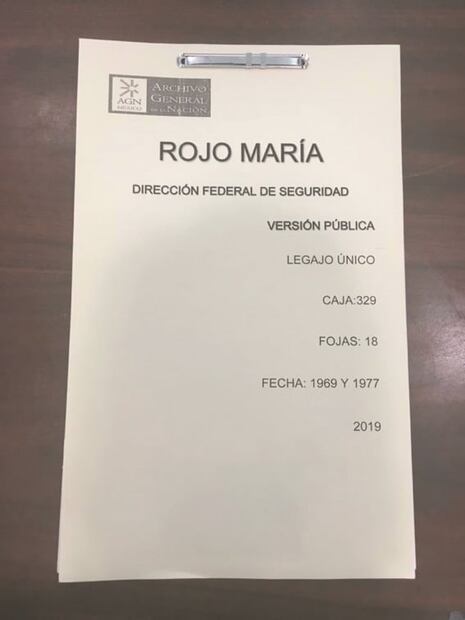 AGN
MÉXICO
ARCHIVO
GENERAL
DE LA NACIÓN
ROJO MARÍA
DIRECCIÓN FEDERAL DE SEGURIDAD
VERSIÓN PÚBLICA
LEGAJO ÚNICO
CAJA:329
FOJAS: 18
FECHA: 1969 Y 1977
2019